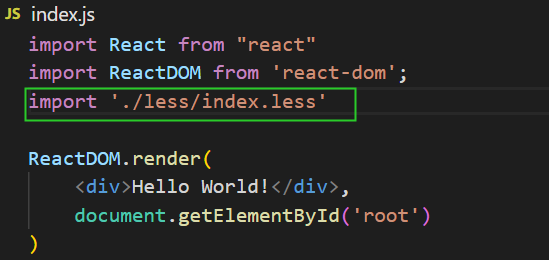 JS index.js
import React from "react"
import ReactDOM from 'react-dom';
import './less/index.less'
ReactDOM.render(
<div>Hello World!</div>,
document.getElementById('root')
)